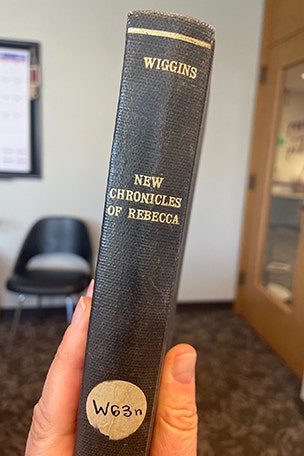 WIGGINS
NEW
CHRONICLES
OF REBECCA
W63n